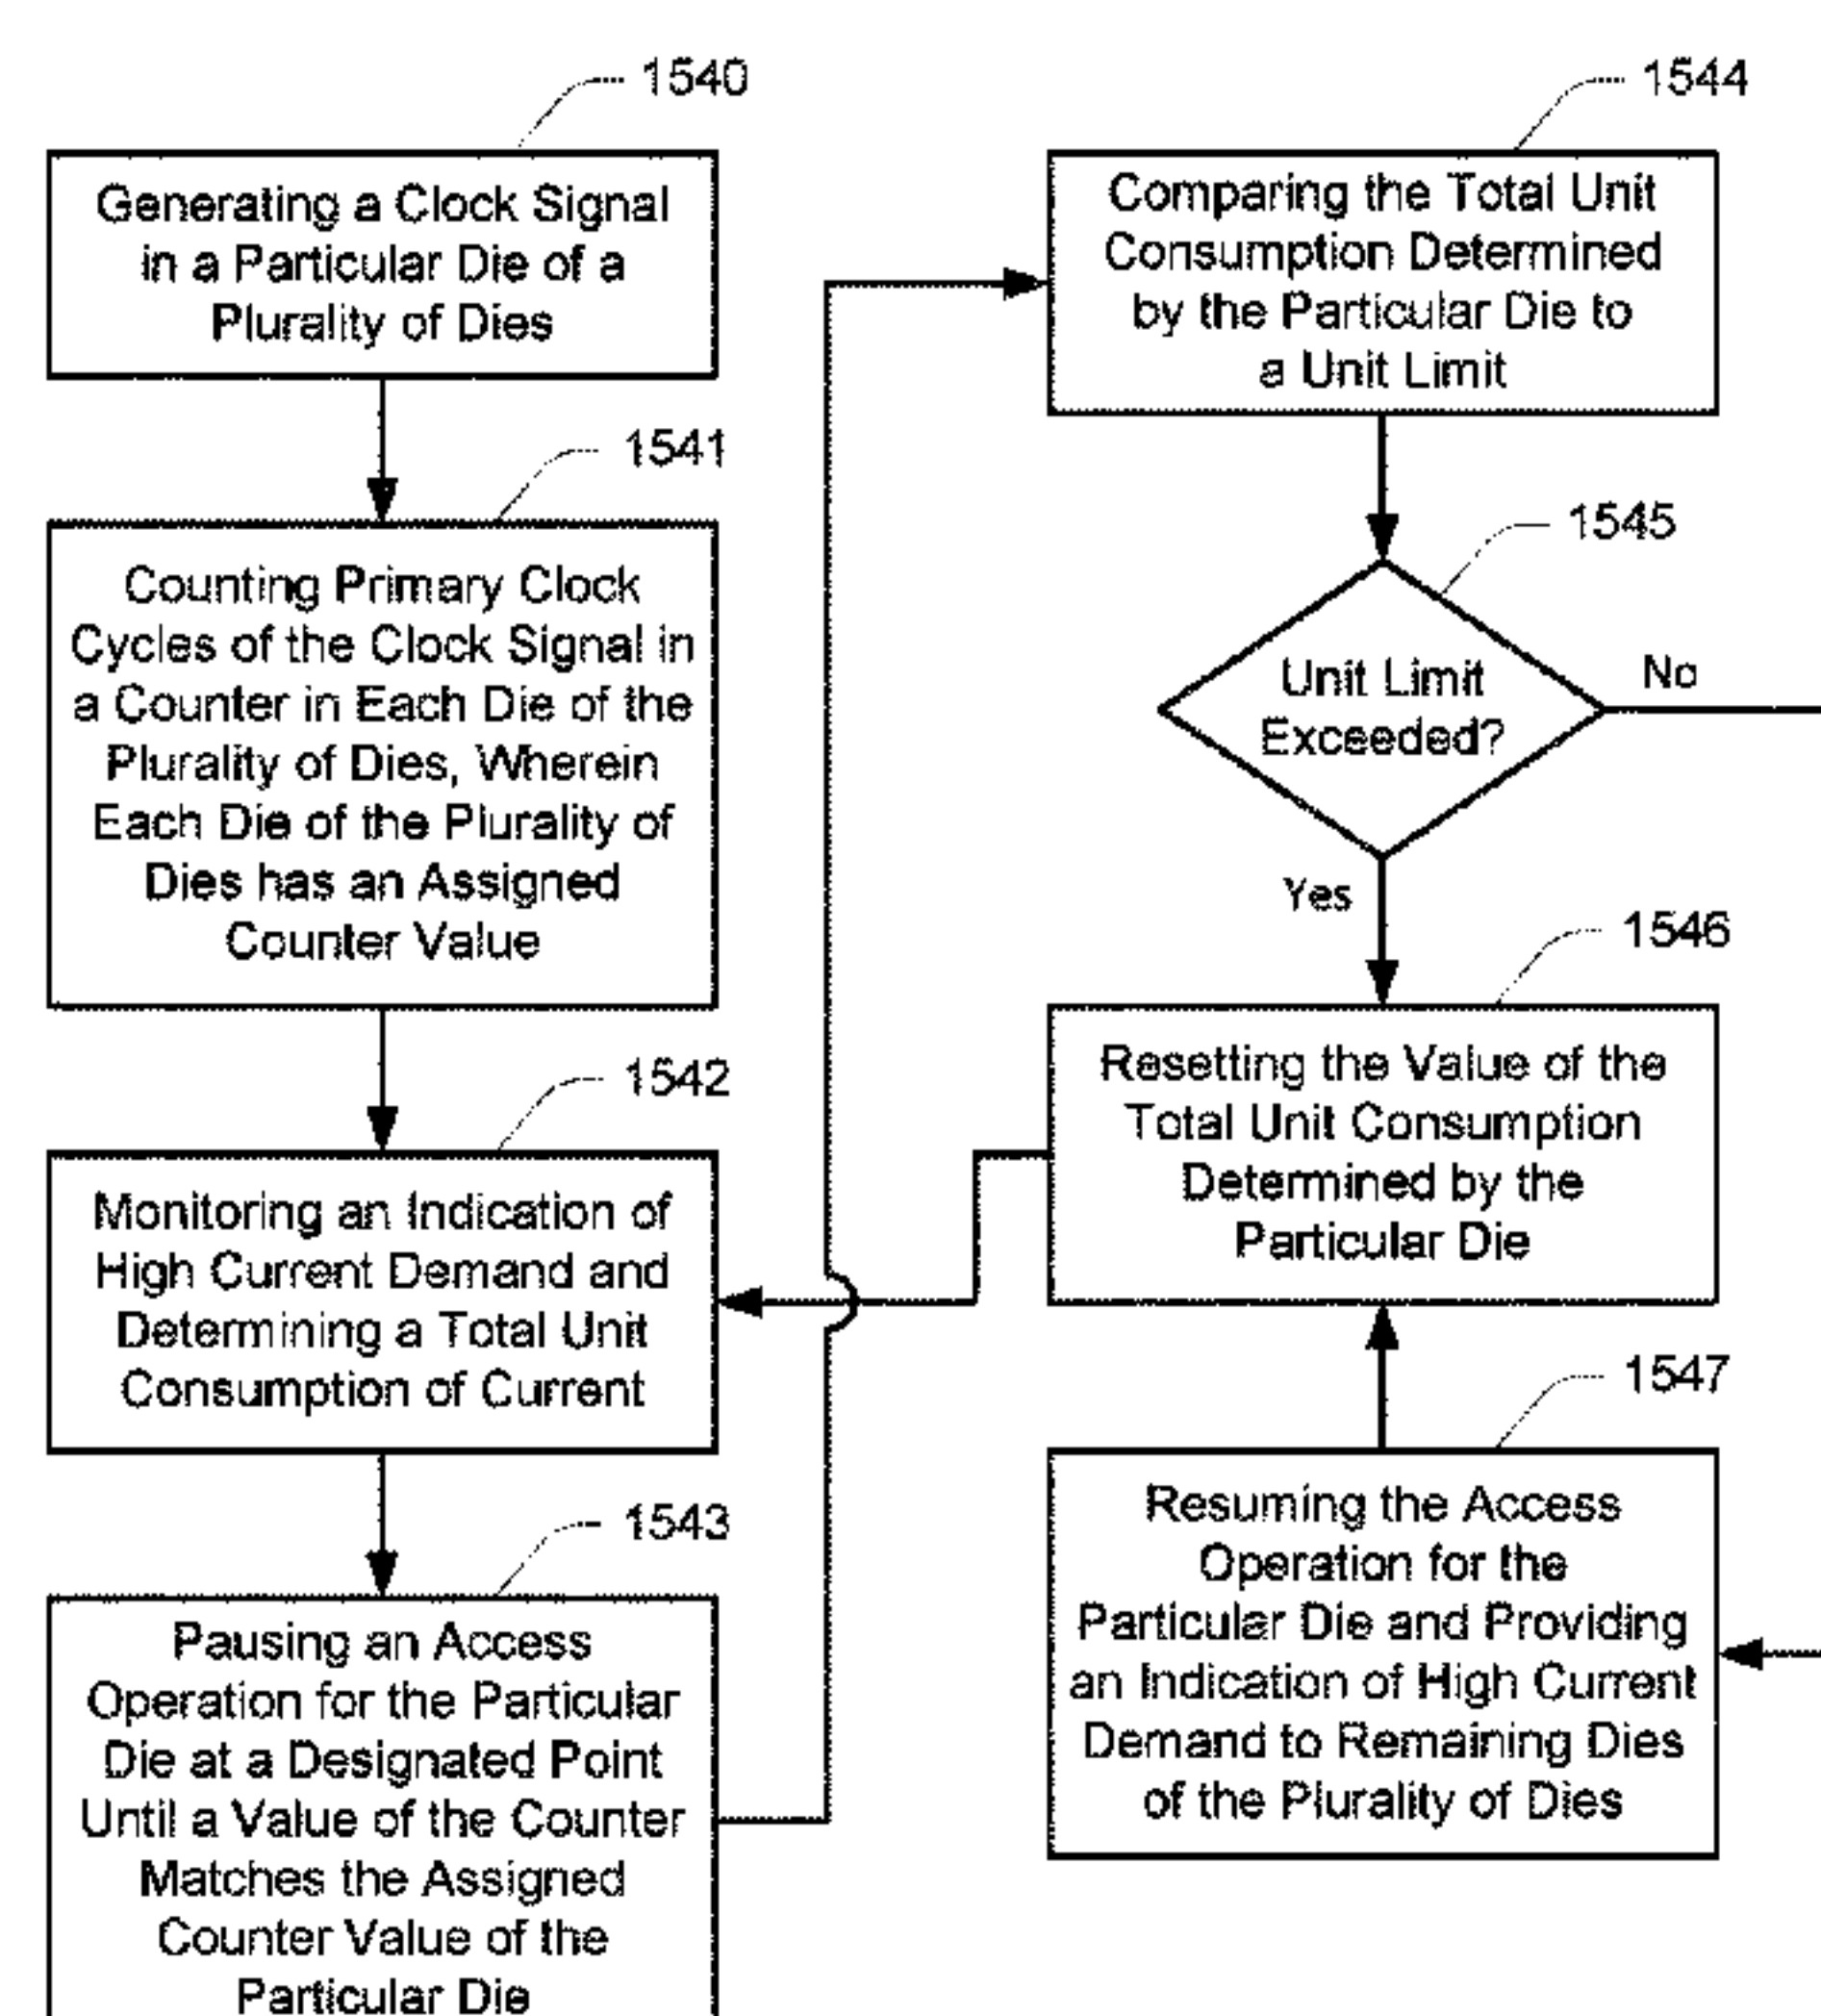 1540
Generating a Clock Signal
in a Particular Die of a
Plurality of Dies
1541
Counting Primary Clock
Cycles of the Clock Signal in
a Counter in Each Die of the
Plurality of Dies, Wherein
Each Die of the Plurality of
Dies has an Assigned
Counter Value
1542
Monitoring an Indication of
High Current Demand and
Determining a Total Unit
Consumption of Current
1543
Pausing an Access
Operation for the Particular
Die at a Designated Point
Until a Value of the Counter
Matches the Assigned
Counter Value of the
Particular Die
1544
Comparing the Total Unit
Consumption Determined
by the Particular Die to
a Unit Limit
1545
Unit Limit
Exceeded?
No
Yes
1546
Resetting the Value of the
Total Unit Consumption
Determined by the
Particular Die
1547
Resuming the Access
Operation for the
Particular Die and Providing
an Indication of High Current
Demand to Remaining Dies
of the Plurality of Dies